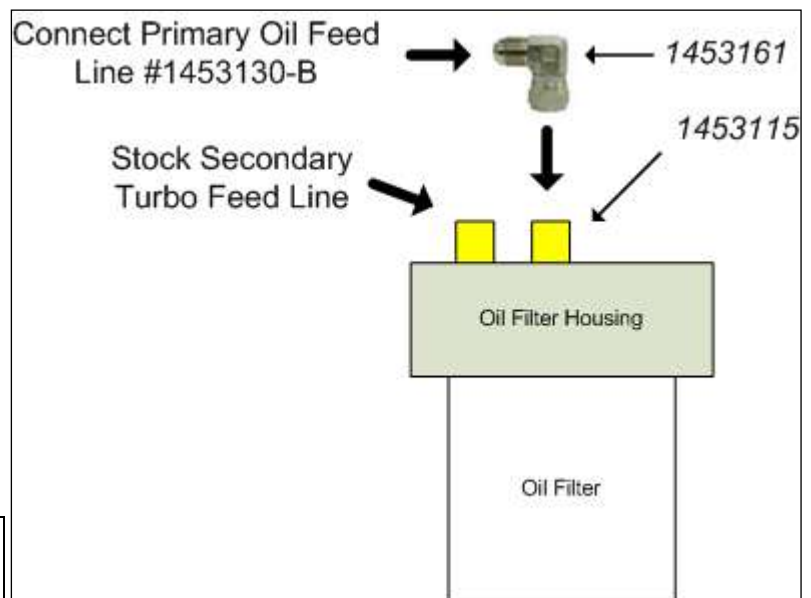 Connect Primary Oil Feed
Line #1453130-B
1453161
1453115
Stock Secondary
Turbo Feed Line
Oil Filter Housing
Oil Filter